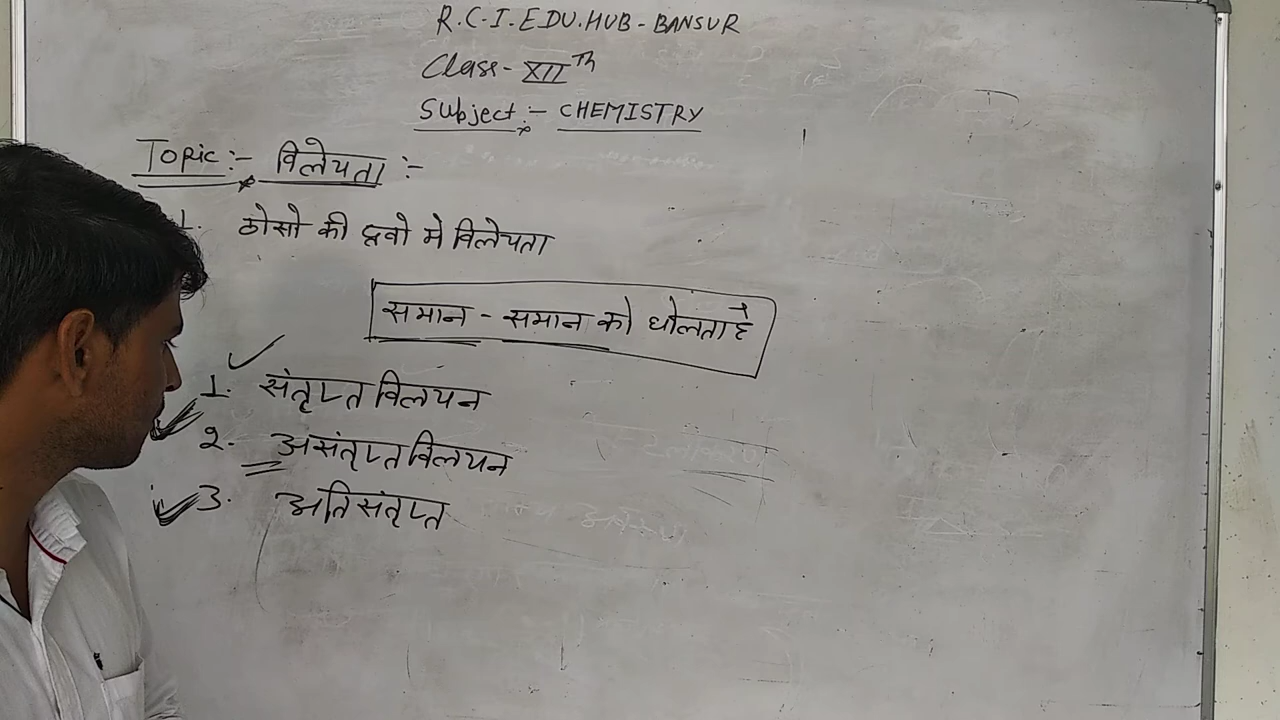 R.C.I.EDU.HUB-BANSUR
Class-XIIth
Subject:- CHEMISTRY
Topic:- विलेयता :-
1. ठोसो की द्रवो मे विलेयता
समान - समान को घोलता है
1. संतृप्त विलयन
2. असंतृप्त विलयन
3. अति संतृप्त